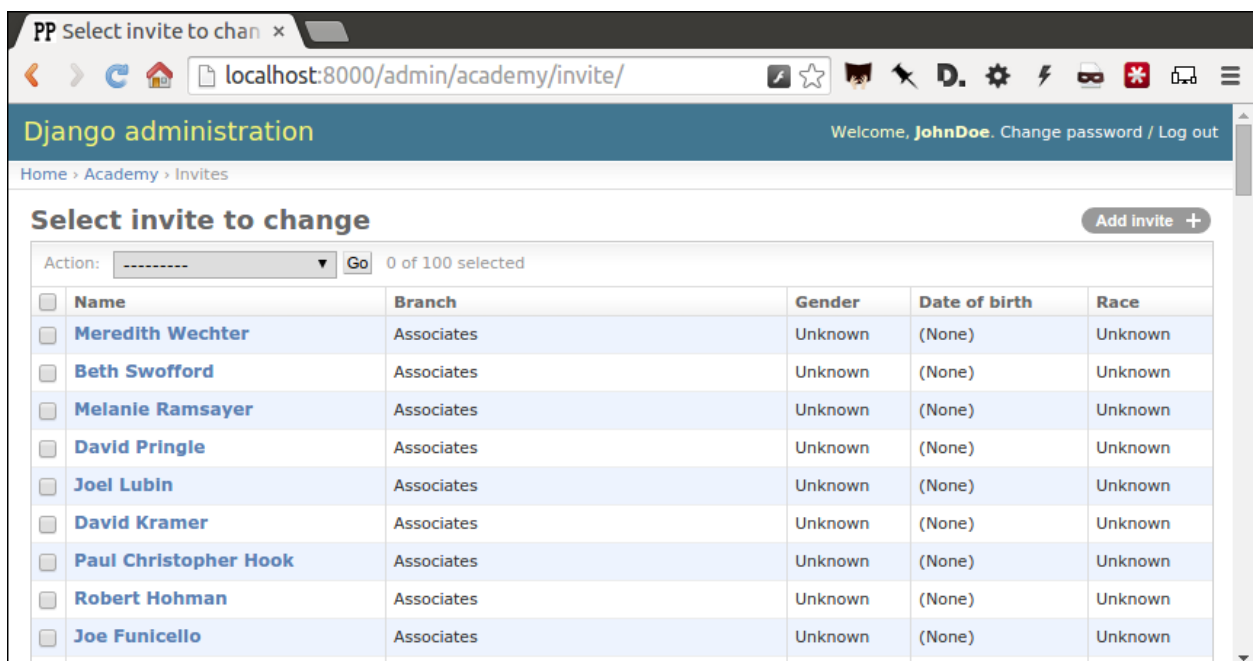 PP Select invite to chan ×
localhost:8000/admin/academy/invite/ D.
Django administration Welcome, JohnDoe. Change password / Log out
Home › Academy › Invites
Select invite to change Add invite +
Action: --------- Go 0 of 100 selected
Name Branch Gender Date of birth Race
Meredith Wechter Associates Unknown (None) Unknown
Beth Swofford Associates Unknown (None) Unknown
Melanie Ramsayer Associates Unknown (None) Unknown
David Pringle Associates Unknown (None) Unknown
Joel Lubin Associates Unknown (None) Unknown
David Kramer Associates Unknown (None) Unknown
Paul Christopher Hook Associates Unknown (None) Unknown
Robert Hohman Associates Unknown (None) Unknown
Joe Funicello Associates Unknown (None) Unknown